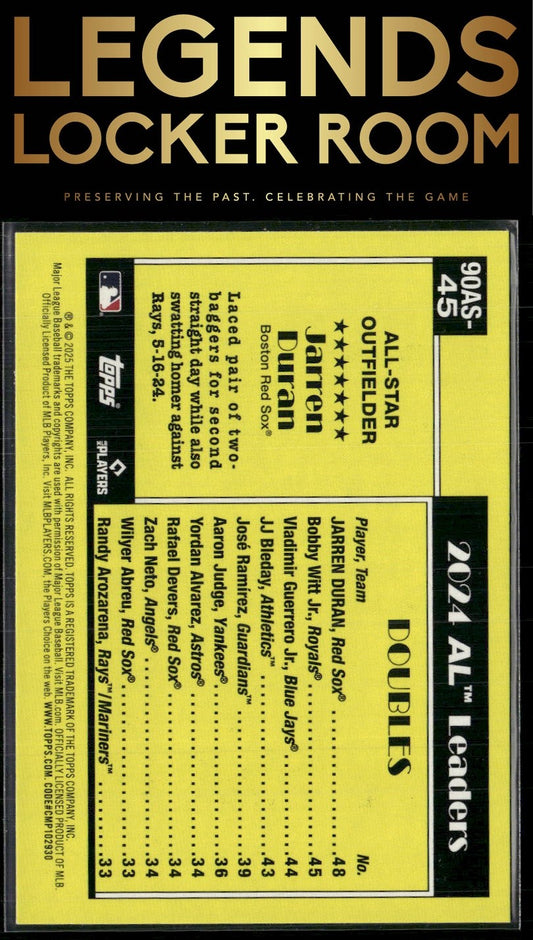 LEGENDS
LOCKER ROOM
PRESERVING THE PAST. CELEBRATING THE GAME
90AS-
45
ALL-STAR
OUTFIELDER
★★★★★★★
Jarren
Duran
Boston Red Sox®
Laced pair of two-
baggers for second
straight day while also
swatting homer against
Rays, 5-16-24.
topps®
MLB PLAYERS
2024 AL™ Leaders
DOUBLES
Player, Team No.
JARREN DURAN, Red Sox® 48
Bobby Witt Jr., Royals® 45
Vladimir Guerrero Jr., Blue Jays® 44
JJ Bleday, Athletics™ 43
José Ramírez, Guardians™ 39
Aaron Judge, Yankees® 36
Yordan Alvarez, Astros® 34
Rafael Devers, Red Sox® 34
Zach Neto, Angels® 34
Wilyer Abreu, Red Sox® 33
Randy Arozarena, Rays™/Mariners™ 33
® & © 2025 THE TOPPS COMPANY, INC. ALL RIGHTS RESERVED. TOPPS IS A REGISTERED TRADEMARK OF THE TOPPS COMPANY, INC.
Major League Baseball trademarks and copyrights are used with permission of Major League Baseball. Visit MLB.com. OFFICIALLY LICENSED PRODUCT OF MLB.
Officially Licensed Product of MLB Players, Inc. Visit MLBPLAYERS.COM, the Players Choice on the web. WWW.TOPPS.COM. CODE#CMP102930